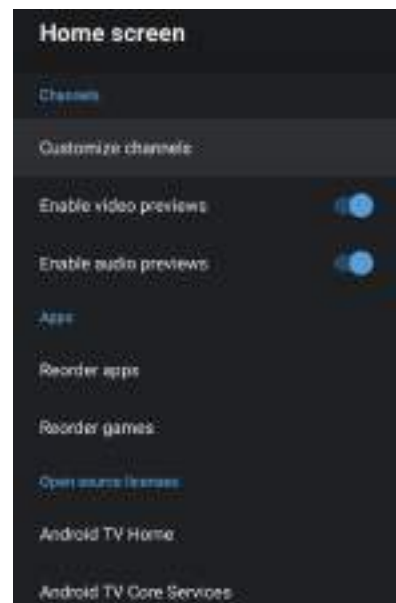 Home screen
Channels
Customize channels
Enable video previews
Enable audio previews
Apps
Reorder apps
Reorder games
Open source licenses
Android TV Home
Android TV Core Services